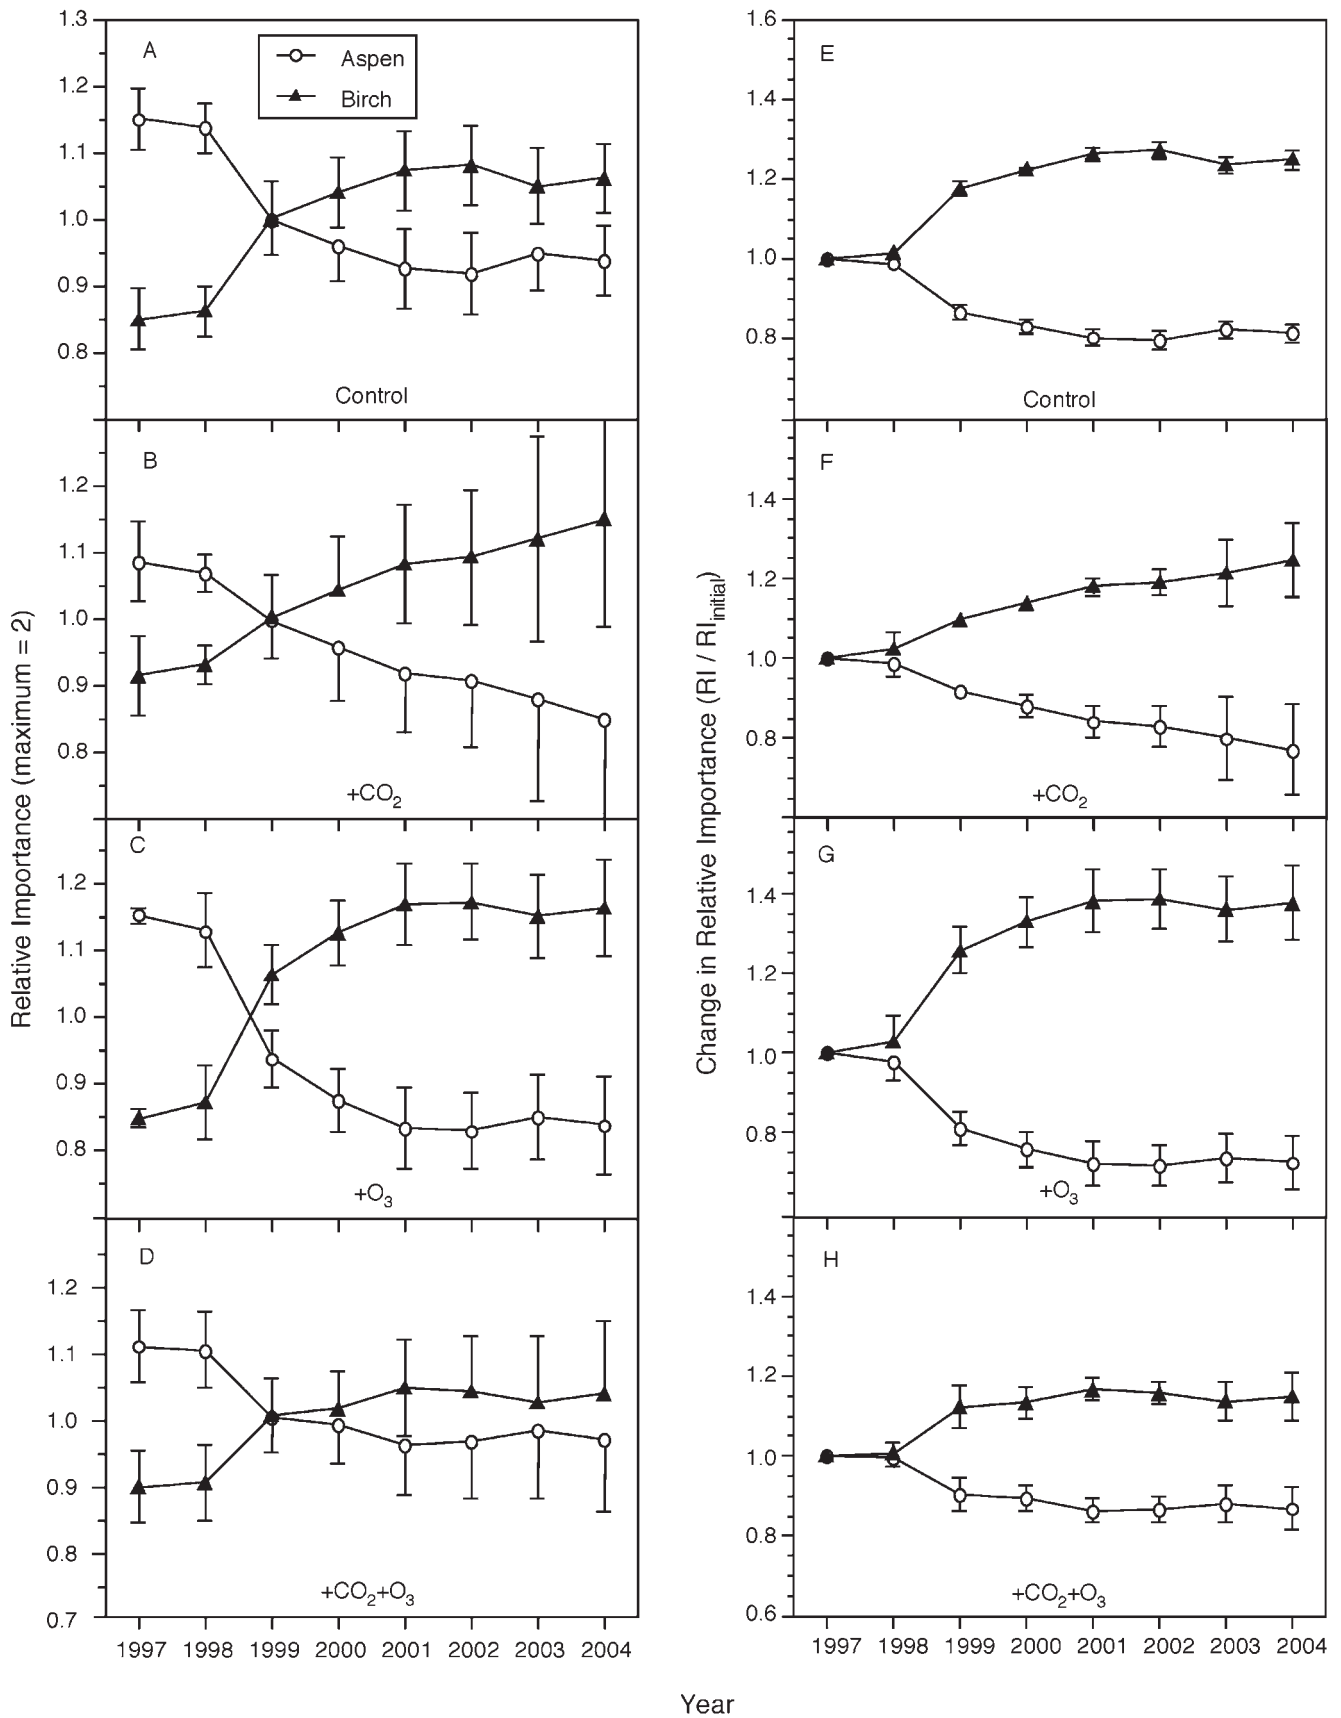 Relative Importance (maximum = 2)
1.3
A
Aspen
Birch
1.2
1.1
1.0
0.9
0.8
Control
B
1.2
1.1
1.0
0.9
0.8
+CO₂
C
1.2
1.1
1.0
0.9
0.8
+O₃
D
1.2
1.1
1.0
0.9
0.8
0.7
+CO₂+O₃
1997 1998 1999 2000 2001 2002 2003 2004
Change in Relative Importance (RI / RIinitial)
1.6
E
1.4
1.2
1.0
0.8
Control
F
1.4
1.2
1.0
0.8
+CO₂
G
1.4
1.2
1.0
0.8
+O₃
H
1.4
1.2
1.0
0.8
0.6
+CO₂+O₃
1997 1998 1999 2000 2001 2002 2003 2004
Year